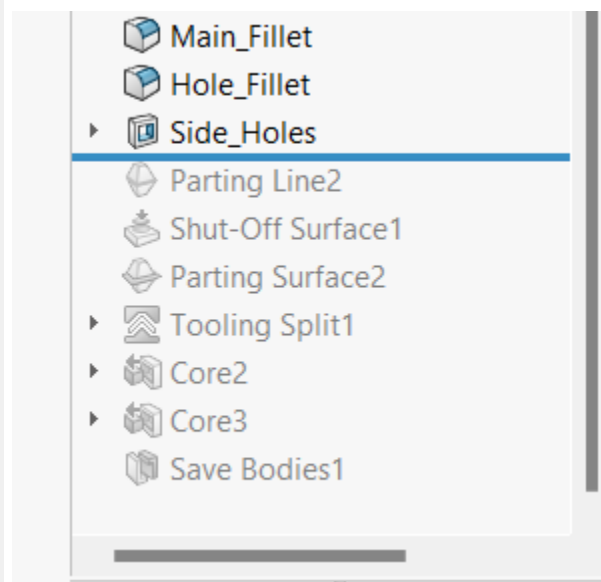 Main_Fillet
Hole_Fillet
Side_Holes
Parting Line2
Shut-Off Surface1
Parting Surface2
Tooling Split1
Core2
Core3
Save Bodies1